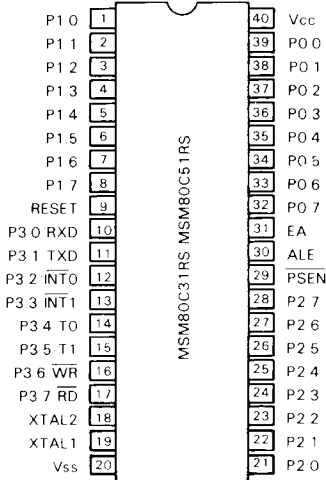 P1 0 1 40 Vcc
P1 1 2 39 P0 0
P1 2 3 38 P0 1
P1 3 4 37 P0 2
P1 4 5 36 P0.3
P1.5 6 35 P0 4
P1 6 7 34 P0 5
P1 7 8 33 P0 6
RESET 9 32 P0 7
P3 0 RXD 10 31 EA
P3 1 TXD 11 30 ALE
P3 2 INT0 12 29 PSEN
P3.3 INT1 13 28 P2 7
P3 4 T0 14 27 P2 6
P3 5 T1 15 26 P2 5
P3 6 WR 16 25 P2 4
P3 7 RD 17 24 P2 3
XTAL2 18 23 P2 2
XTAL1 19 22 P2 1
Vss 20 21 P2 0
MSM80C31RS MSM80C51RS